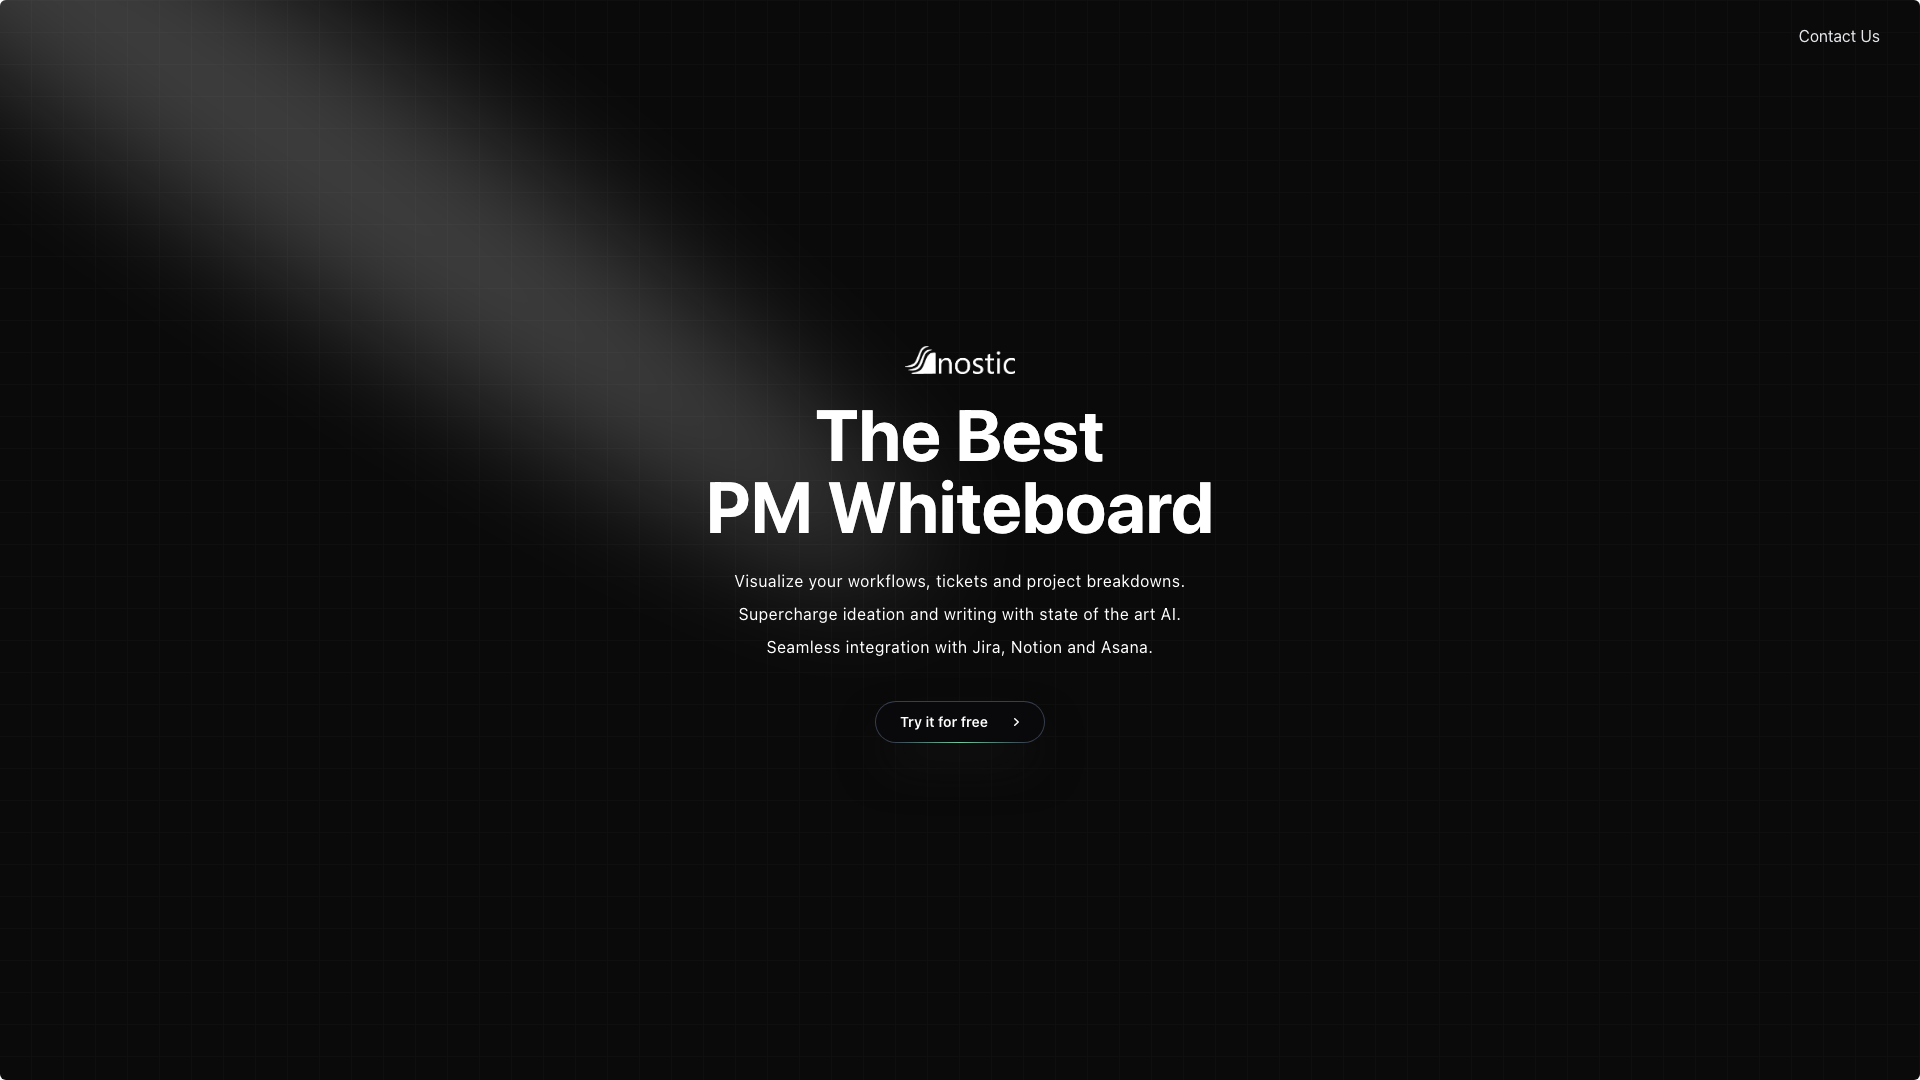 Contact Us
nostic
The Best
PM Whiteboard
Visualize your workflows, tickets and project breakdowns.
Supercharge ideation and writing with state of the art AI.
Seamless integration with Jira, Notion and Asana.
Try it for free